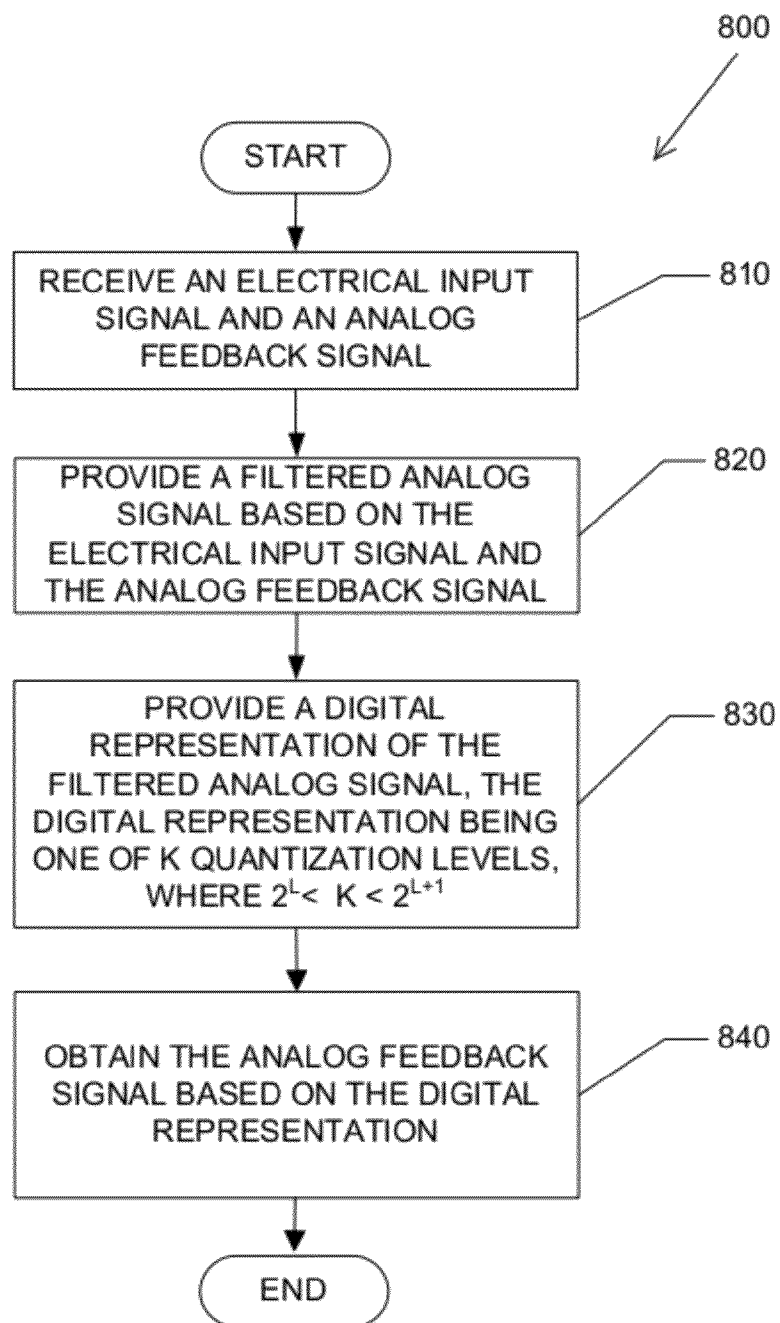 800
START
RECEIVE AN ELECTRICAL INPUT
SIGNAL AND AN ANALOG
FEEDBACK SIGNAL
810
PROVIDE A FILTERED ANALOG
SIGNAL BASED ON THE
ELECTRICAL INPUT SIGNAL AND
THE ANALOG FEEDBACK SIGNAL
820
PROVIDE A DIGITAL
REPRESENTATION OF THE
FILTERED ANALOG SIGNAL, THE
DIGITAL REPRESENTATION BEING
ONE OF K QUANTIZATION LEVELS,
WHERE 2^L < K < 2^{L+1}
830
OBTAIN THE ANALOG FEEDBACK
SIGNAL BASED ON THE DIGITAL
REPRESENTATION
840
END